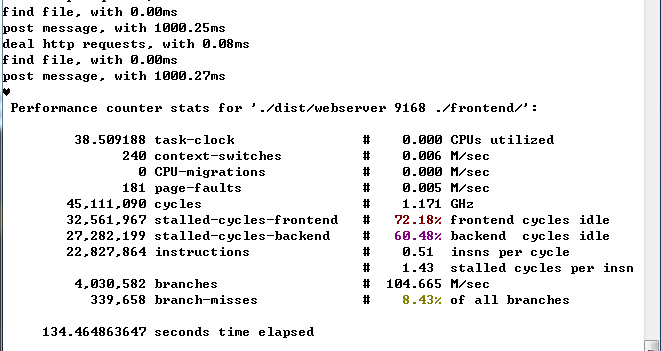 find file, with 0.00ms
post message, with 1000.25ms
deal http requests, with 0.08ms
find file, with 0.00ms
post message, with 1000.27ms
♥
Performance counter stats for './dist/webserver 9168 ./frontend/':
38.509188 task-clock # 0.000 CPUs utilized
240 context-switches # 0.006 M/sec
0 CPU-migrations # 0.000 M/sec
181 page-faults # 0.005 M/sec
45,111,090 cycles # 1.171 GHz
32,561,967 stalled-cycles-frontend # 72.18% frontend cycles idle
27,282,199 stalled-cycles-backend # 60.48% backend cycles idle
22,827,864 instructions # 0.51 insns per cycle
# 1.43 stalled cycles per insn
4,030,582 branches # 104.665 M/sec
339,658 branch-misses # 8.43% of all branches
134.464863647 seconds time elapsed